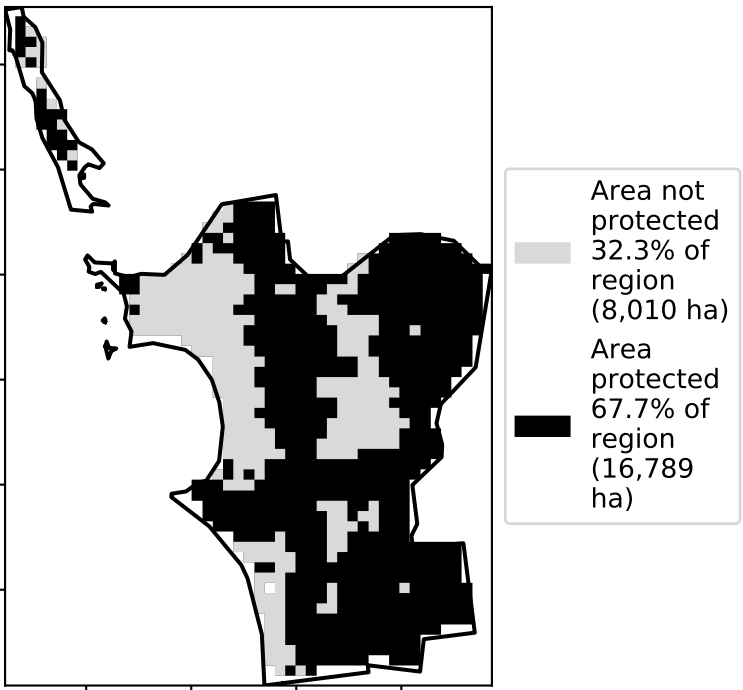 Area not
protected
32.3% of
region
(8,010 ha)
Area
protected
67.7% of
region
(16,789
ha)